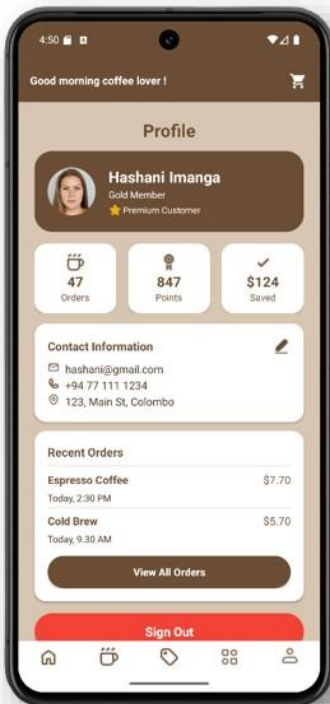 4:50
Good morning coffee lover !
Profile
Hashani Imanga
Gold Member
Premium Customer
47
Orders
847
Points
$124
Saved
Contact Information
hashani@gmail.com
+94 77 111 1234
123, Main St, Colombo
Recent Orders
Espresso Coffee $7.70
Today, 2:30 PM
Cold Brew $5.70
Today, 9.30 AM
View All Orders
Sign Out